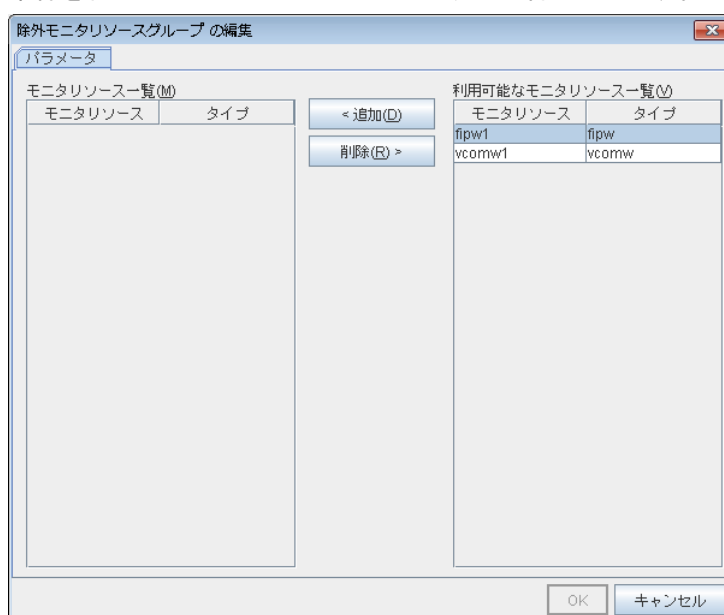 除外モニタリソースグループ の編集
パラメータ
モニタリソース一覧(M)
モニタリソース タイプ
< 追加(D)
削除(R) >
利用可能なモニタリソース一覧(V)
モニタリソース タイプ
fipw1 fipw
vcomw1 vcomw
OK キャンセル